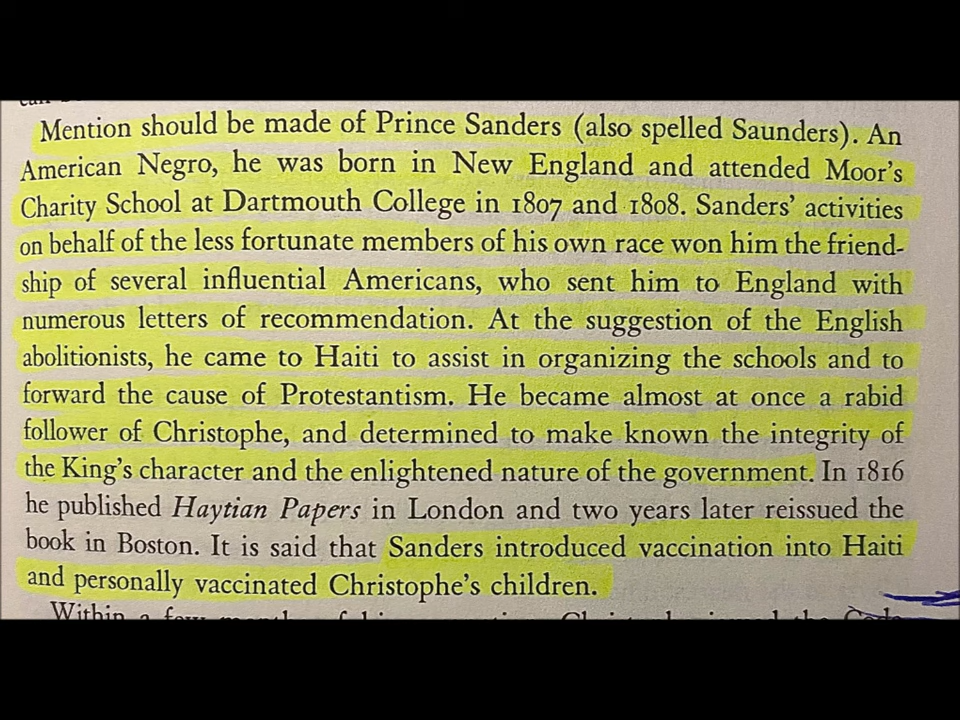 Mention should be made of Prince Sanders (also spelled Saunders). An
American Negro, he was born in New England and attended Moor's
Charity School at Dartmouth College in 1807 and 1808. Sanders' activities
on behalf of the less fortunate members of his own race won him the friend-
ship of several influential Americans, who sent him to England with
numerous letters of recommendation. At the suggestion of the English
abolitionists, he came to Haiti to assist in organizing the schools and to
forward the cause of Protestantism. He became almost at once a rabid
follower of Christophe, and determined to make known the integrity of
the King's character and the enlightened nature of the government. In 1816
he published Haytian Papers in London and two years later reissued the
book in Boston. It is said that Sanders introduced vaccination into Haiti
and personally vaccinated Christophe's children.
Within a few